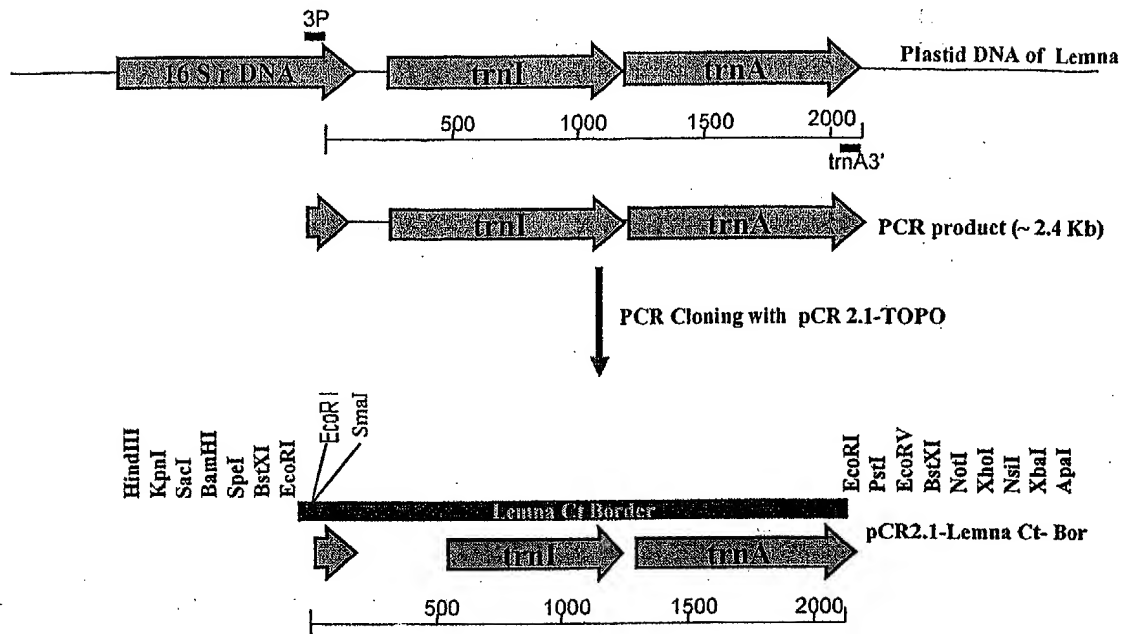 3P
16 S r DNA
trnI
trnA
Plastid DNA of Lemna
500
1000
1500
2000
trnA3'
trnI
trnA
PCR product (~ 2.4 Kb)
PCR Cloning with pCR 2.1-TOPO
HindIII
KpnI
SacI
BamHI
SpeI
BstXI
EcoRI
EcoR I
SmaI
EcoRI
PstI
EcoRV
BstXI
NotI
XhoI
NsiI
XbaI
ApaI
Lemna Ct Border
pCR2.1-Lemna Ct- Bor
trnI
trnA
500
1000
1500
2000